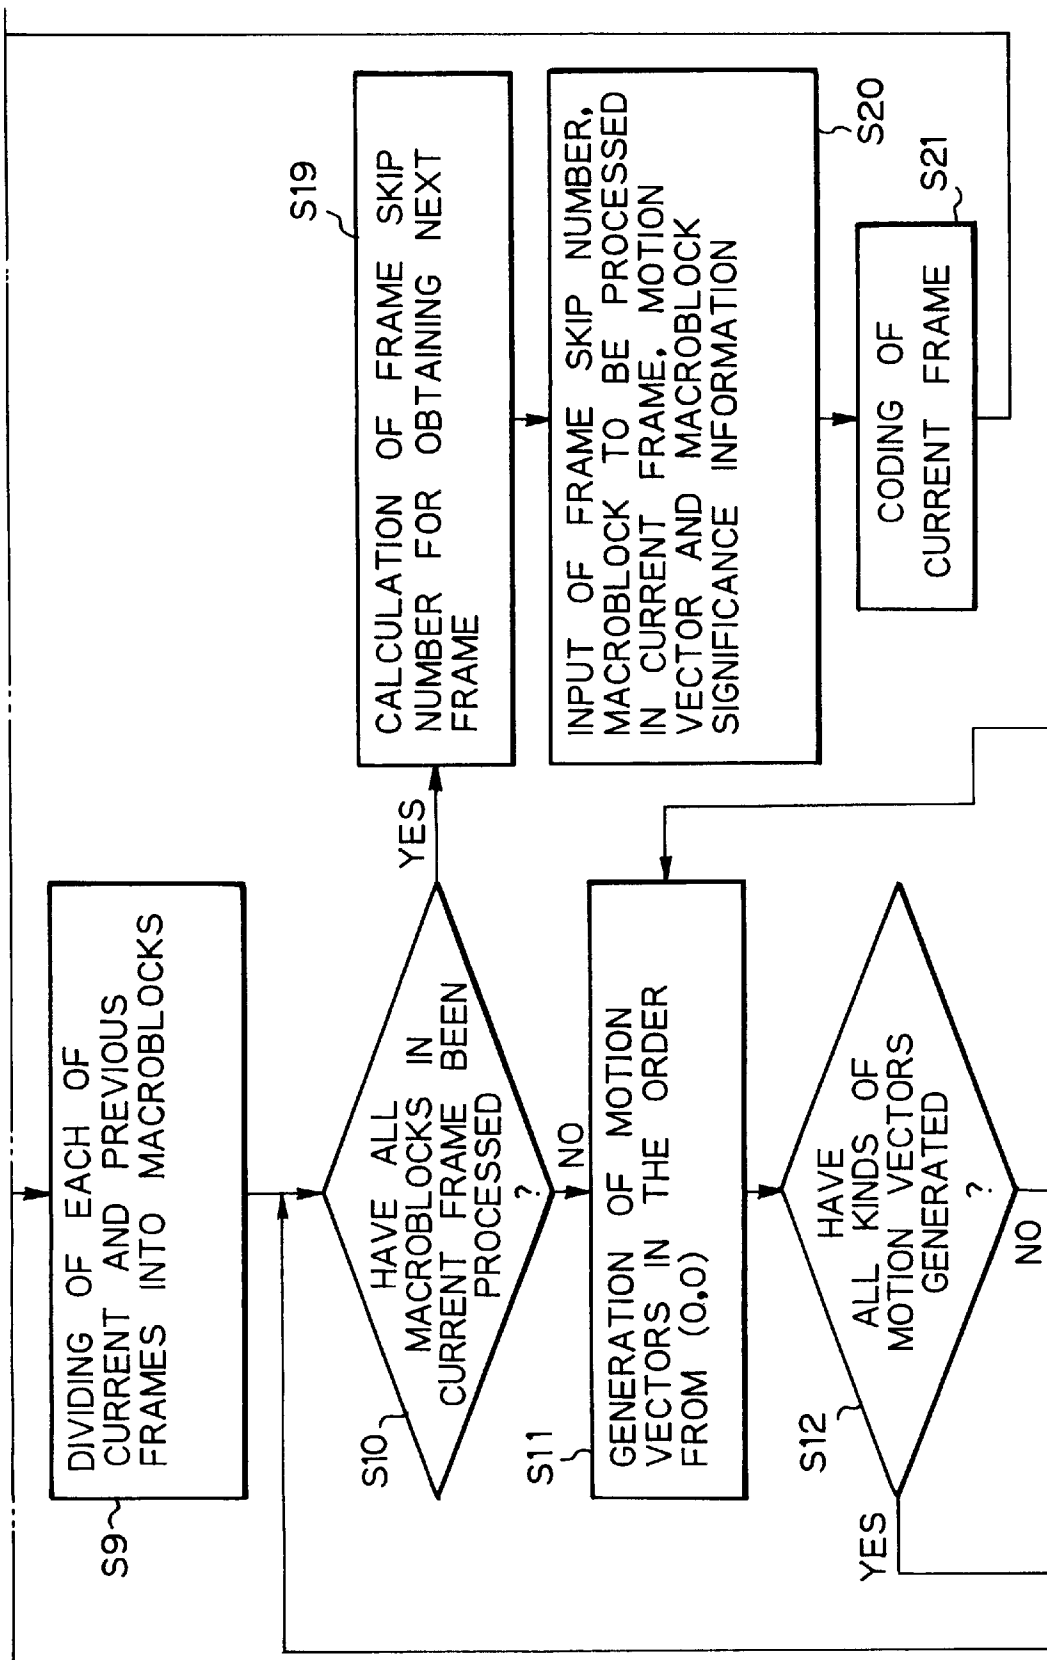 S9
DIVIDING OF EACH OF
CURRENT AND PREVIOUS
FRAMES INTO MACROBLOCKS
S10
HAVE ALL
MACROBLOCKS IN
CURRENT FRAME BEEN
PROCESSED
?
YES
NO
S19
CALCULATION OF FRAME SKIP
NUMBER FOR OBTAINING NEXT
FRAME
INPUT OF FRAME SKIP NUMBER,
MACROBLOCK TO BE PROCESSED
IN CURRENT FRAME, MOTION
VECTOR AND MACROBLOCK
SIGNIFICANCE INFORMATION
S20
S21
CODING OF
CURRENT FRAME
S11
GENERATION OF MOTION
VECTORS IN THE ORDER
FROM (0,0)
S12
HAVE
ALL KINDS OF
MOTION VECTORS
GENERATED
?
YES
NO